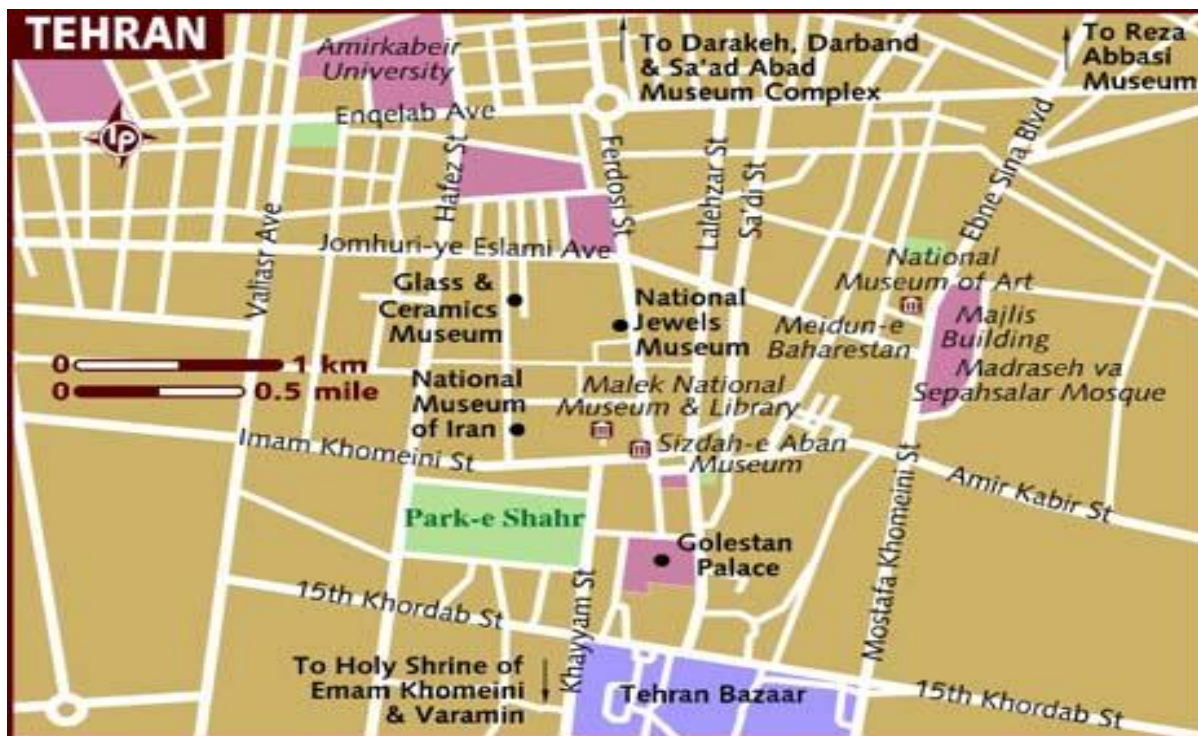 TEHRAN
Amirkabeir
University
To Darakeh, Darband
& Sa'ad Abad
Museum Complex
To Reza
Abbasi
Museum
Enqelab Ave
lp
Hafez St
Ferdosi St
Lalehzar St
Sa'di St
Ebne Sina Blvd
Valiasr Ave
Jomhuri-ye Eslami Ave
National
Museum of Art
Glass &
Ceramics
Museum
National
Jewels
Museum
Meidun-e
Baharestan
Majlis
Building
Madraseh va
Sepahsalar Mosque
0 1 km
0 0.5 mile
National
Museum
of Iran
Malek National
Museum & Library
Imam Khomeini St
Sizdah-e Aban
Museum
Amir Kabir St
Park-e Shahr
Golestan
Palace
Mostafa Khomeini St
15th Khordab St
Khayyam St
To Holy Shrine of
Emam Khomeini
& Varamin
Tehran Bazaar
15th Khordab St